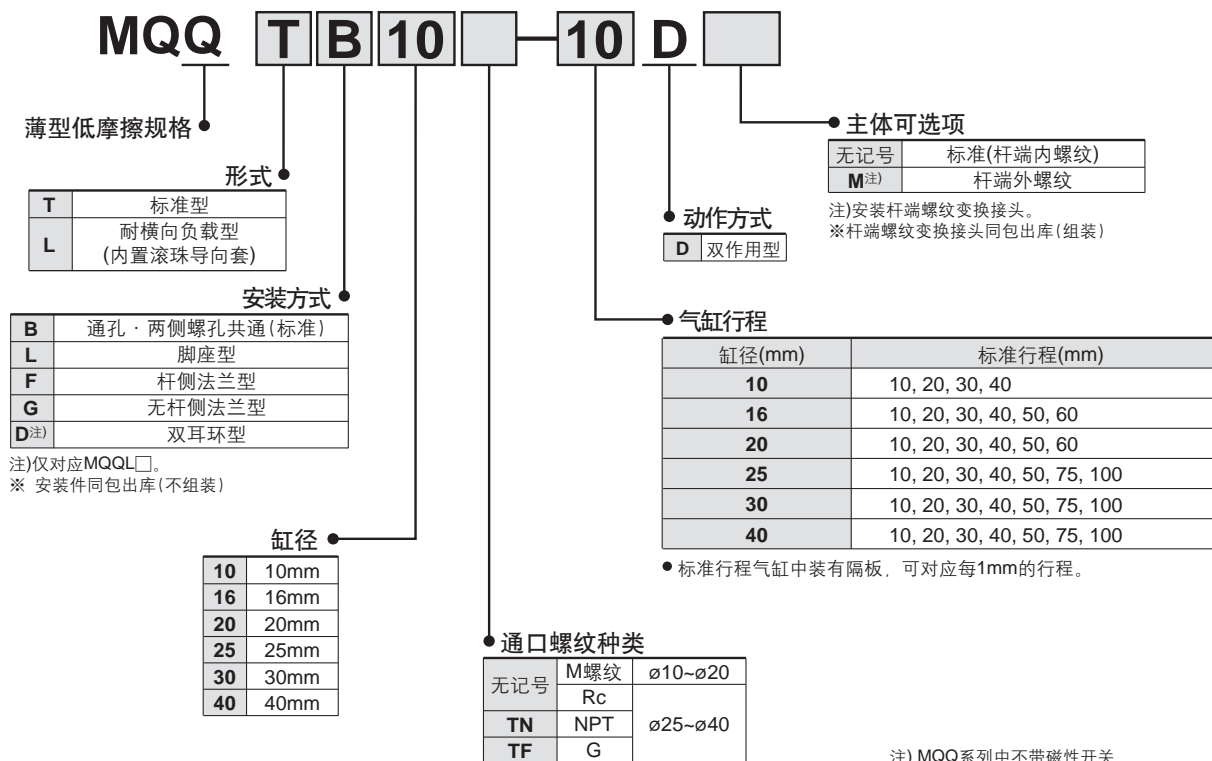 MQQ T B 10 - 10 D
薄型低摩擦规格
形式
T 标准型
L 耐横向负载型
(内置滚珠导向套)
安装方式
B 通孔·两侧螺孔共通(标准)
L 脚座型
F 杆侧法兰型
G 无杆侧法兰型
D注) 双耳环型
注)仅对应MQQL□。
※ 安装件同包出库(不组装)
缸径
10 10mm
16 16mm
20 20mm
25 25mm
30 30mm
40 40mm
通口螺纹种类
无记号 M螺纹 ø10~ø20
Rc
TN NPT ø25~ø40
TF G
主体可选项
无记号 标准(杆端内螺纹)
M注) 杆端外螺纹
注)安装杆端螺纹变换接头。
※杆端螺纹变换接头同包出库(组装)
动作方式
D 双作用型
气缸行程
缸径(mm) 标准行程(mm)
10 10, 20, 30, 40
16 10, 20, 30, 40, 50, 60
20 10, 20, 30, 40, 50, 60
25 10, 20, 30, 40, 50, 75, 100
30 10, 20, 30, 40, 50, 75, 100
40 10, 20, 30, 40, 50, 75, 100
●标准行程气缸中装有隔板，可对应每1mm的行程。
注) MQQ系列中不带磁性开关